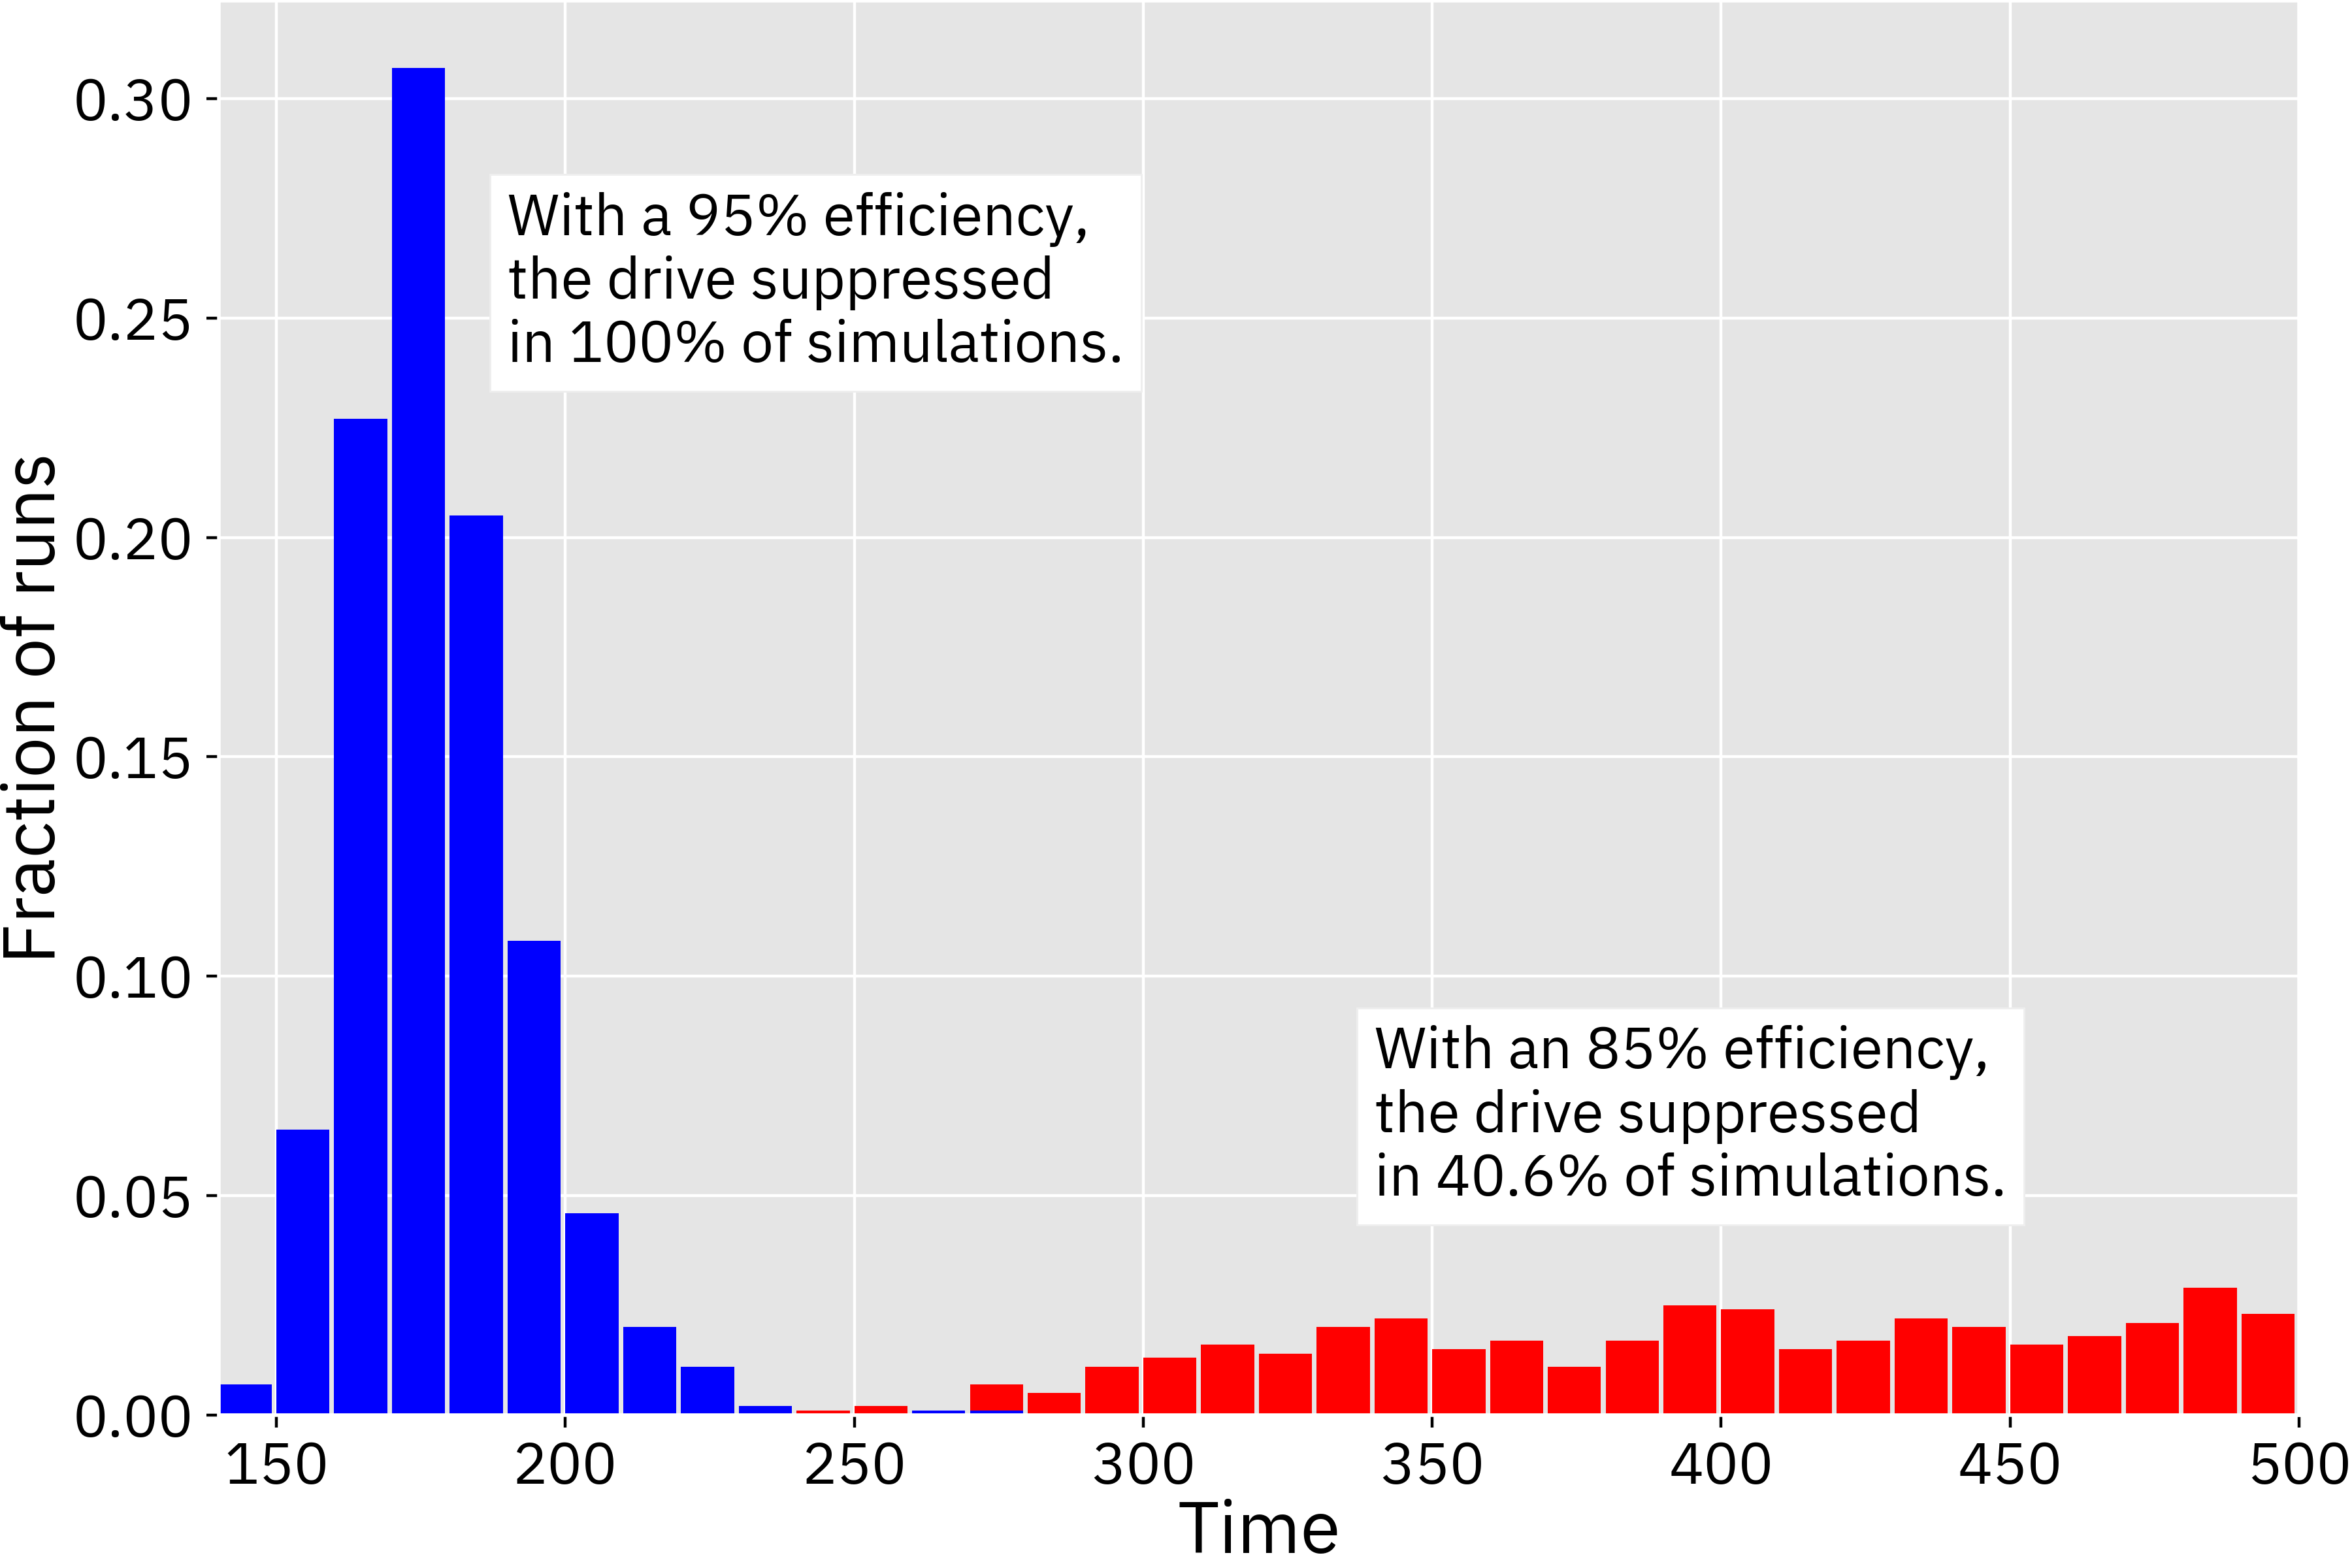 0.30
With a 95% efficiency,
the drive suppressed
in 100% of simulations.
0.25
Fraction of runs
0.20
0.15
0.10
With an 85% efficiency,
the drive suppressed
in 40.6% of simulations.
0.05
0.00
150 200 250 300 350 400 450 500
Time